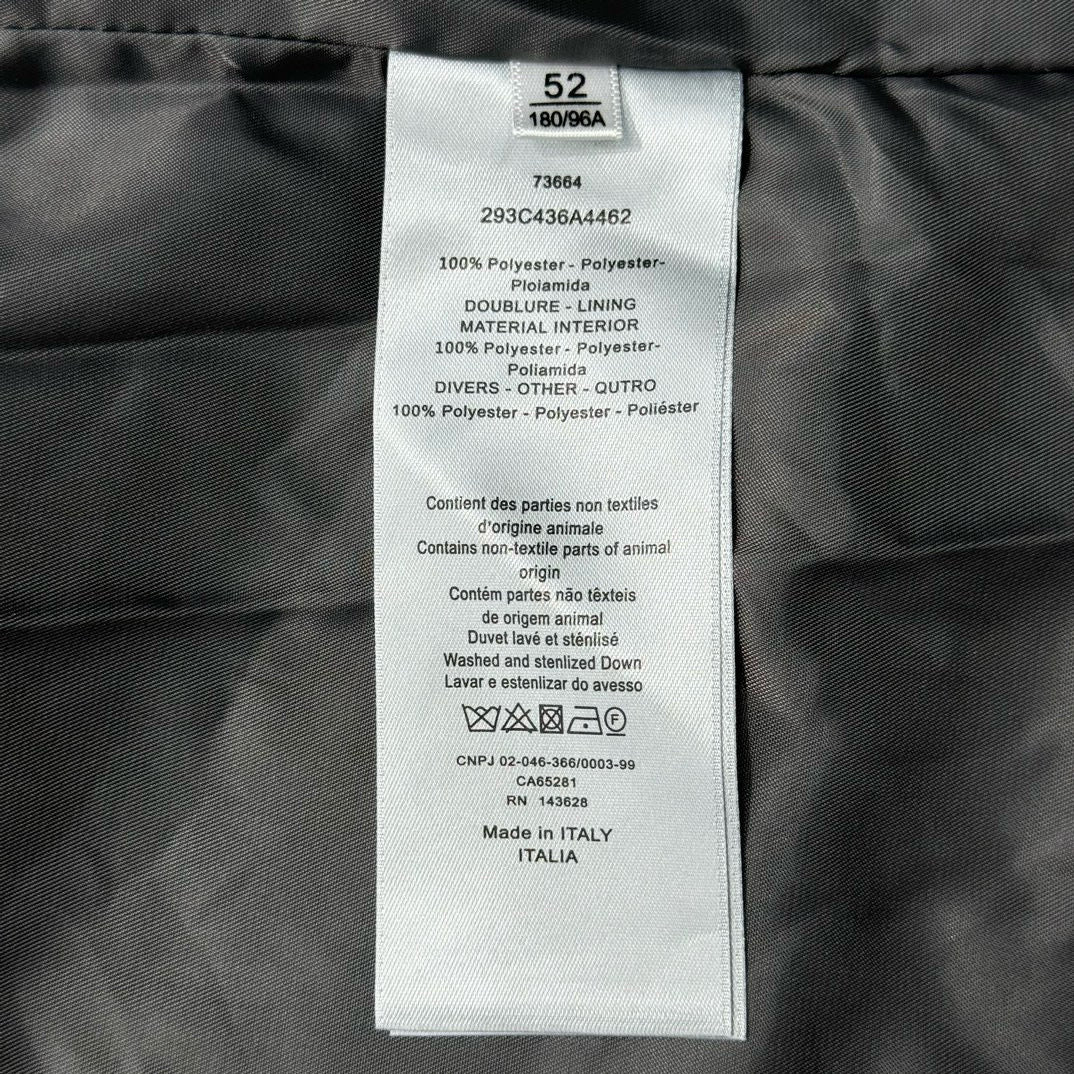 52
180/96A
73664
293C436A4462
100% Polyester - Polyester-
Plolamida
DOUBLURE - LINING
MATERIAL INTERIOR
100% Polyester - Polyester-
Poliamida
DIVERS - OTHER - QUTRO
100% Polyester - Polyester - Poliéster
Contient des parties non textiles
d'origine animale
Contains non-textile parts of animal
origin
Contém partes não têxteis
de origem animal
Duvet lavé et sténlisé
Washed and stenlized Down
Lavar e estenlizar do avesso
F
CNPJ 02-046-366/0003-99
CA65281
RN 143628
Made in ITALY
ITALIA